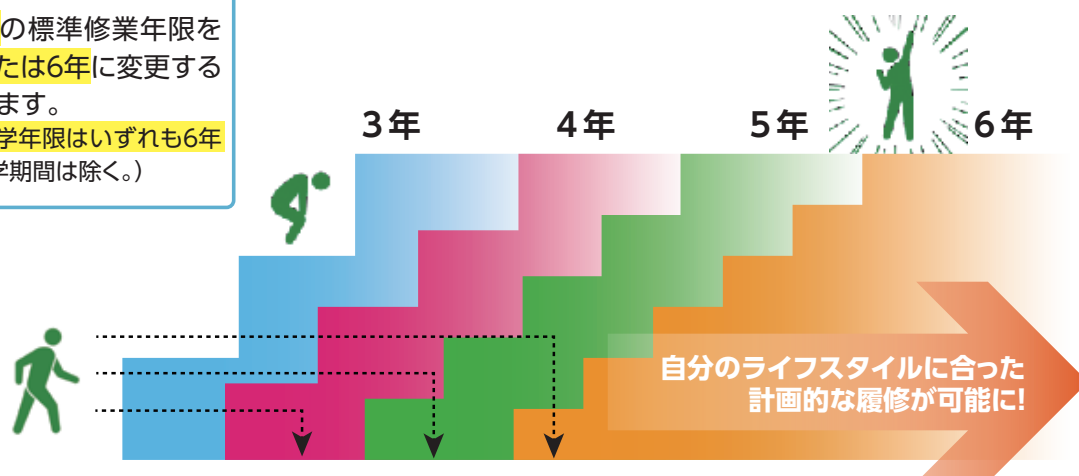 の標準修業年限を
たは6年に変更する
ます。
学年限はいずれも6年
学期間は除く。)
3年
4年
5年
6年
自分のライフスタイルに合った
計画的な履修が可能に!